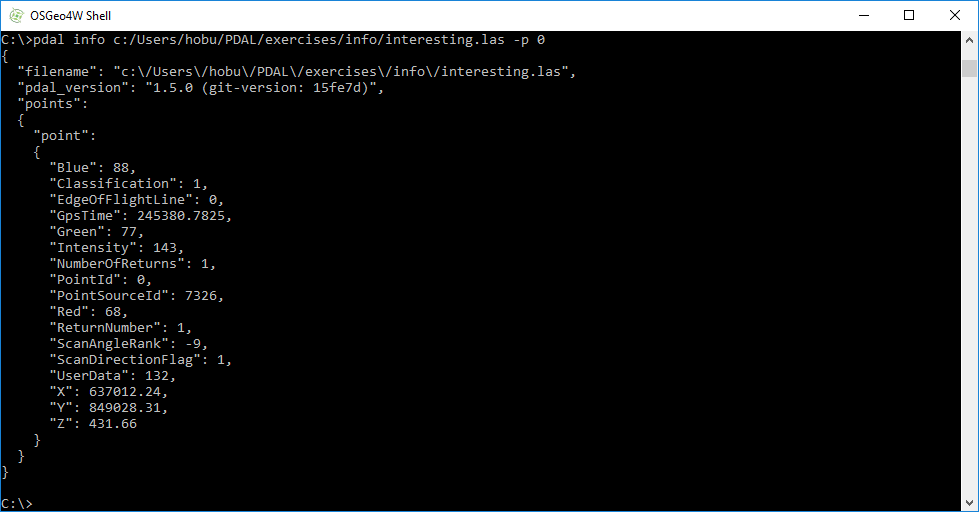 OSGeo4W Shell
C:\>pdal info c:/Users/hobu/PDAL/exercises/info/interesting.las -p 0
{
  "filename": "c:\/Users\/hobu\/PDAL\/exercises\/info\/interesting.las",
  "pdal_version": "1.5.0 (git-version: 15fe7d)",
  "points":
  {
    "point":
    {
      "Blue": 88,
      "Classification": 1,
      "EdgeOfFlightLine": 0,
      "GpsTime": 245380.7825,
      "Green": 77,
      "Intensity": 143,
      "NumberOfReturns": 1,
      "PointId": 0,
      "PointSourceId": 7326,
      "Red": 68,
      "ReturnNumber": 1,
      "ScanAngleRank": -9,
      "ScanDirectionFlag": 1,
      "UserData": 132,
      "X": 637012.24,
      "Y": 849028.31,
      "Z": 431.66
    }
  }
}
C:\>